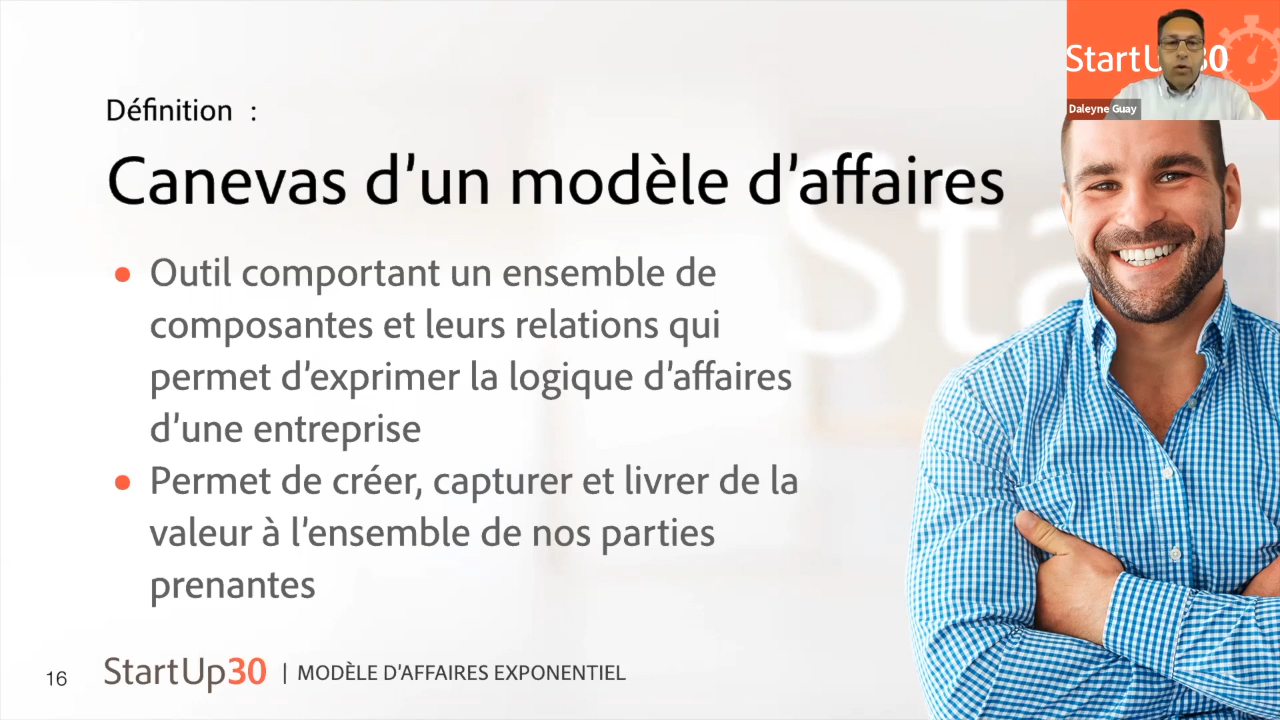 StartUp30
Daleyne Guay
Définition :
Canevas d’un modèle d’affaires
• Outil comportant un ensemble de
composantes et leurs relations qui
permet d’exprimer la logique d’affaires
d’une entreprise
• Permet de créer, capturer et livrer de la
valeur à l’ensemble de nos parties
prenantes
16 StartUp30 | MODÈLE D’AFFAIRES EXPONENTIEL